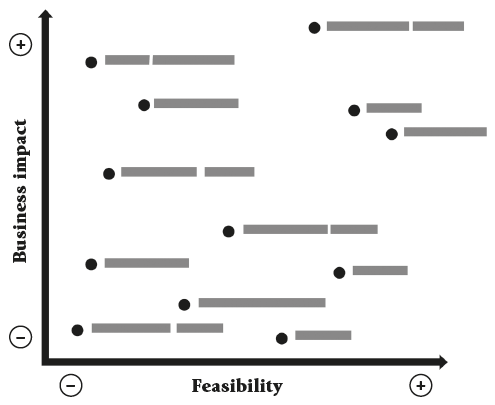 +
Business impact
−
− Feasibility +